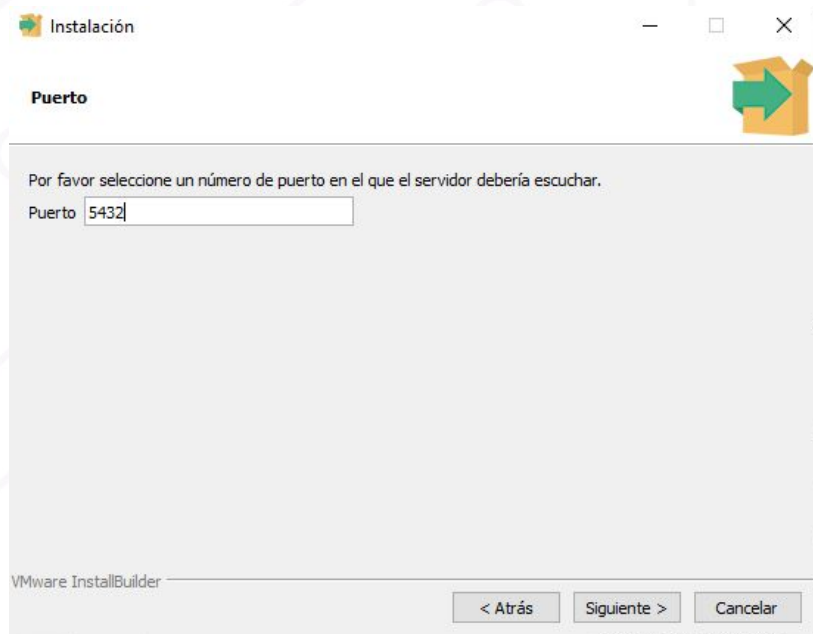 Instalación
Puerto
Por favor seleccione un número de puerto en el que el servidor debería escuchar.
Puerto 5432
VMware InstallBuilder
< Atrás Siguiente > Cancelar